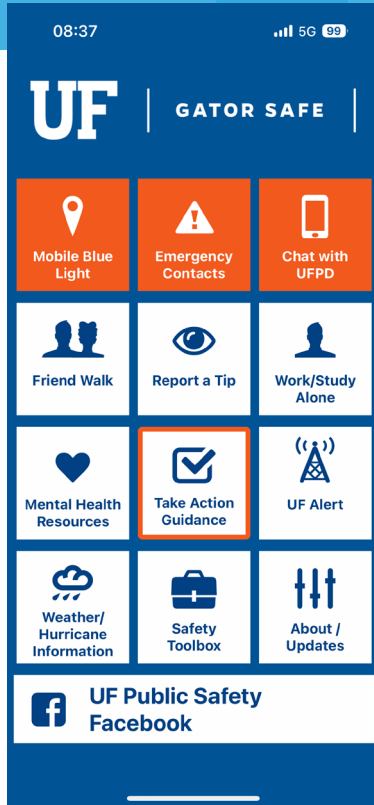 08:37
5G 99
UF | GATOR SAFE |
Mobile Blue
Light
Emergency
Contacts
Chat with
UFPD
Friend Walk
Report a Tip
Work/Study
Alone
Mental Health
Resources
Take Action
Guidance
UF Alert
Weather/
Hurricane
Information
Safety
Toolbox
About /
Updates
UF Public Safety
Facebook